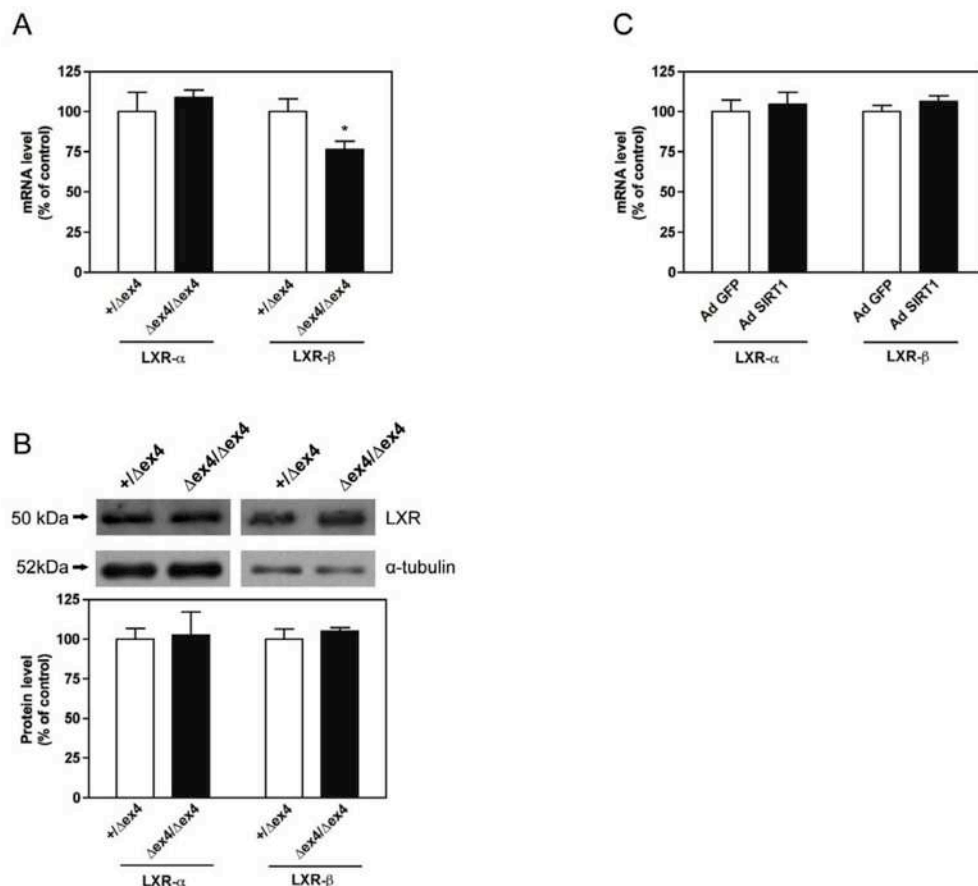 A
125
100
75
50
25
0
mRNA level
(% of control)
*
+/Δex4
Δex4/Δex4
+/Δex4
Δex4/Δex4
LXR-α
LXR-β
C
125
100
75
50
25
0
mRNA level
(% of control)
Ad GFP
Ad SIRT1
Ad GFP
Ad SIRT1
LXR-α
LXR-β
B
+/Δex4
Δex4/Δex4
+/Δex4
Δex4/Δex4
50 kDa
LXR
52kDa
α-tubulin
125
100
75
50
25
0
Protein level
(% of control)
+/Δex4
Δex4/Δex4
+/Δex4
Δex4/Δex4
LXR-α
LXR-β